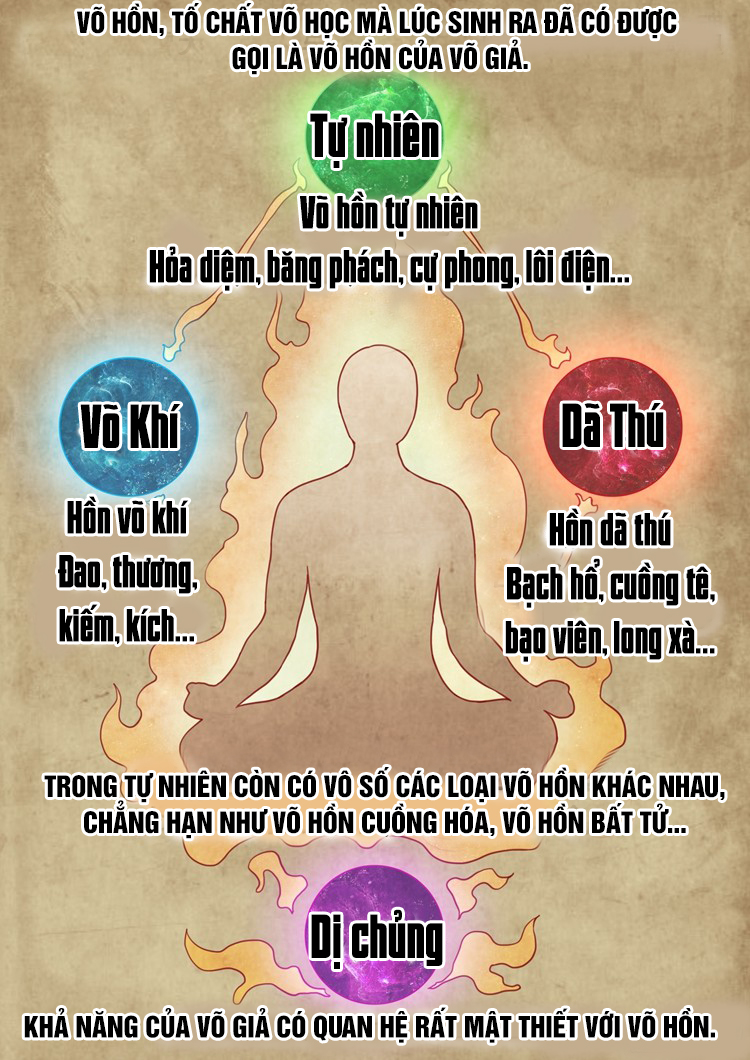 VÕ HỒN, TỐ CHẤT VÕ HỌC MÀ LÚC SINH RA ĐÃ CÓ ĐƯỢC
GỌI LÀ VÕ HỒN CỦA VÕ GIẢ.
Tự nhiên
Võ hồn tự nhiên
Hỏa diệm, băng phách, cự phong, lôi điện...
Võ Khí
Hồn võ khí
Đao, thương,
kiếm, kích...
Dã Thú
Hồn dã thú
Bạch hổ, cuồng tê,
bạo viên, long xà...
TRONG TỰ NHIÊN CÒN CÓ VÔ SỐ CÁC LOẠI VÕ HỒN KHÁC NHAU,
CHẲNG HẠN NHƯ VÕ HỒN CUỒNG HÓA, VÕ HỒN BẤT TỬ...
Dị chủng
KHẢ NĂNG CỦA VÕ GIẢ CÓ QUAN HỆ RẤT MẬT THIẾT VỚI VÕ HỒN.